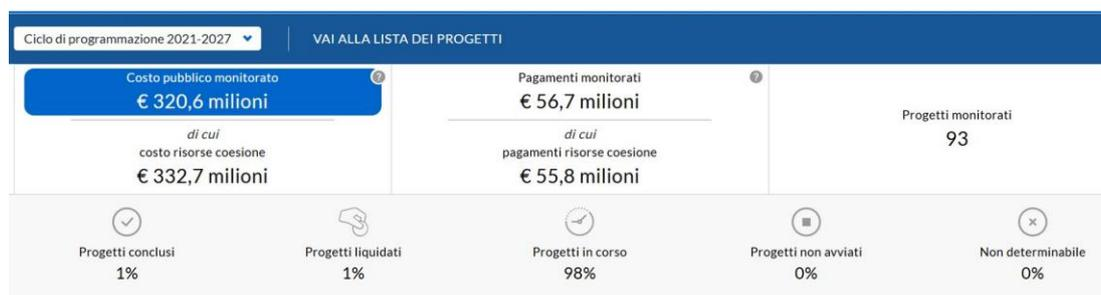 Ciclo di programmazione 2021-2027
VAI ALLA LISTA DEI PROGETTI
Costo pubblico monitorato
?
€ 320,6 milioni
di cui
costo risorse coesione
€ 332,7 milioni
Pagamenti monitorati
?
€ 56,7 milioni
di cui
pagamenti risorse coesione
€ 55,8 milioni
Progetti monitorati
93
Progetti conclusi
1%
Progetti liquidati
1%
Progetti in corso
98%
Progetti non avviati
0%
Non determinabile
0%